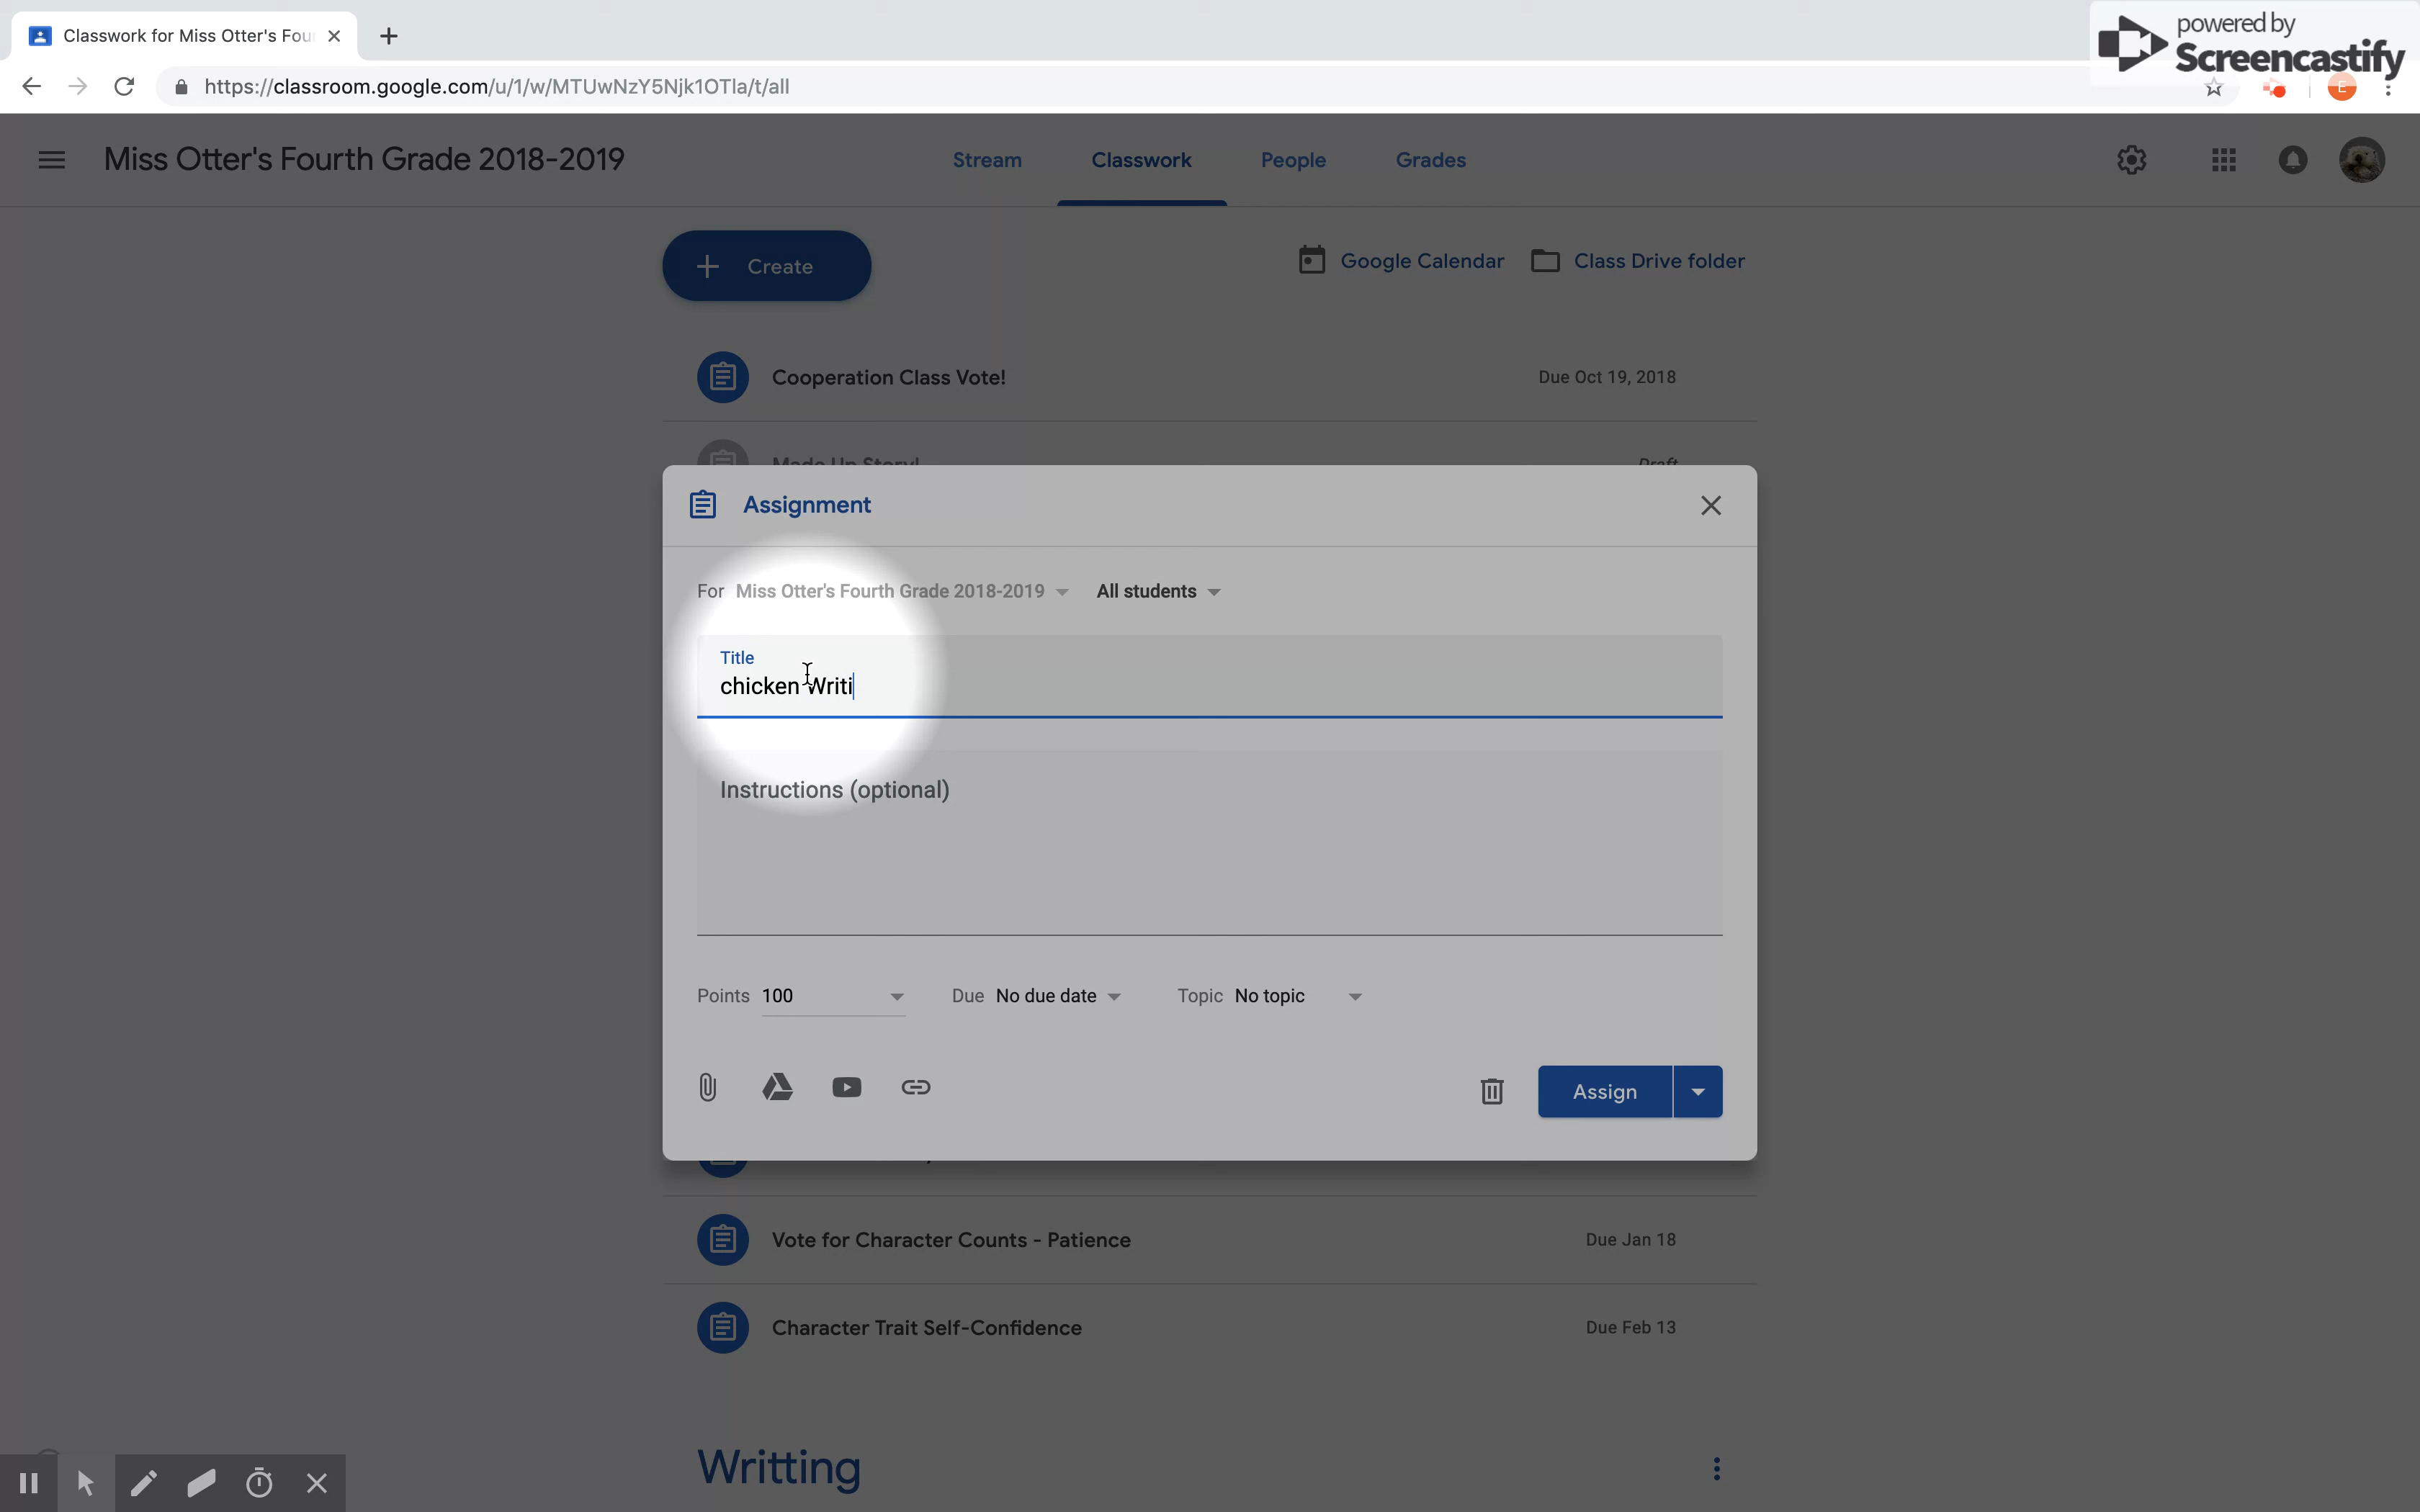 Classwork for Miss Otter's Fou
https://classroom.google.com/u/1/w/MTUwNzY5Njk1OTla/t/all
powered by
Screencastify
E
Miss Otter's Fourth Grade 2018-2019
Stream Classwork People Grades
Create
Google Calendar Class Drive folder
Cooperation Class Vote! Due Oct 19, 2018
Made Up Story! Draft
Assignment
For Miss Otter's Fourth Grade 2018-2019 All students
Title
chicken Writi
Instructions (optional)
Points 100 Due No due date Topic No topic
Assign
Vote for Character Counts - Patience Due Jan 18
Character Trait Self-Confidence Due Feb 13
Writting